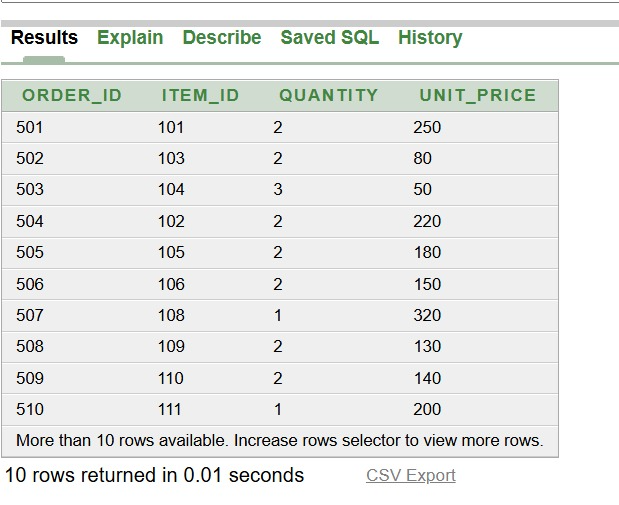 Results Explain Describe Saved SQL History
ORDER_ID ITEM_ID QUANTITY UNIT_PRICE
501 101 2 250
502 103 2 80
503 104 3 50
504 102 2 220
505 105 2 180
506 106 2 150
507 108 1 320
508 109 2 130
509 110 2 140
510 111 1 200
More than 10 rows available. Increase rows selector to view more rows.
10 rows returned in 0.01 seconds CSV Export